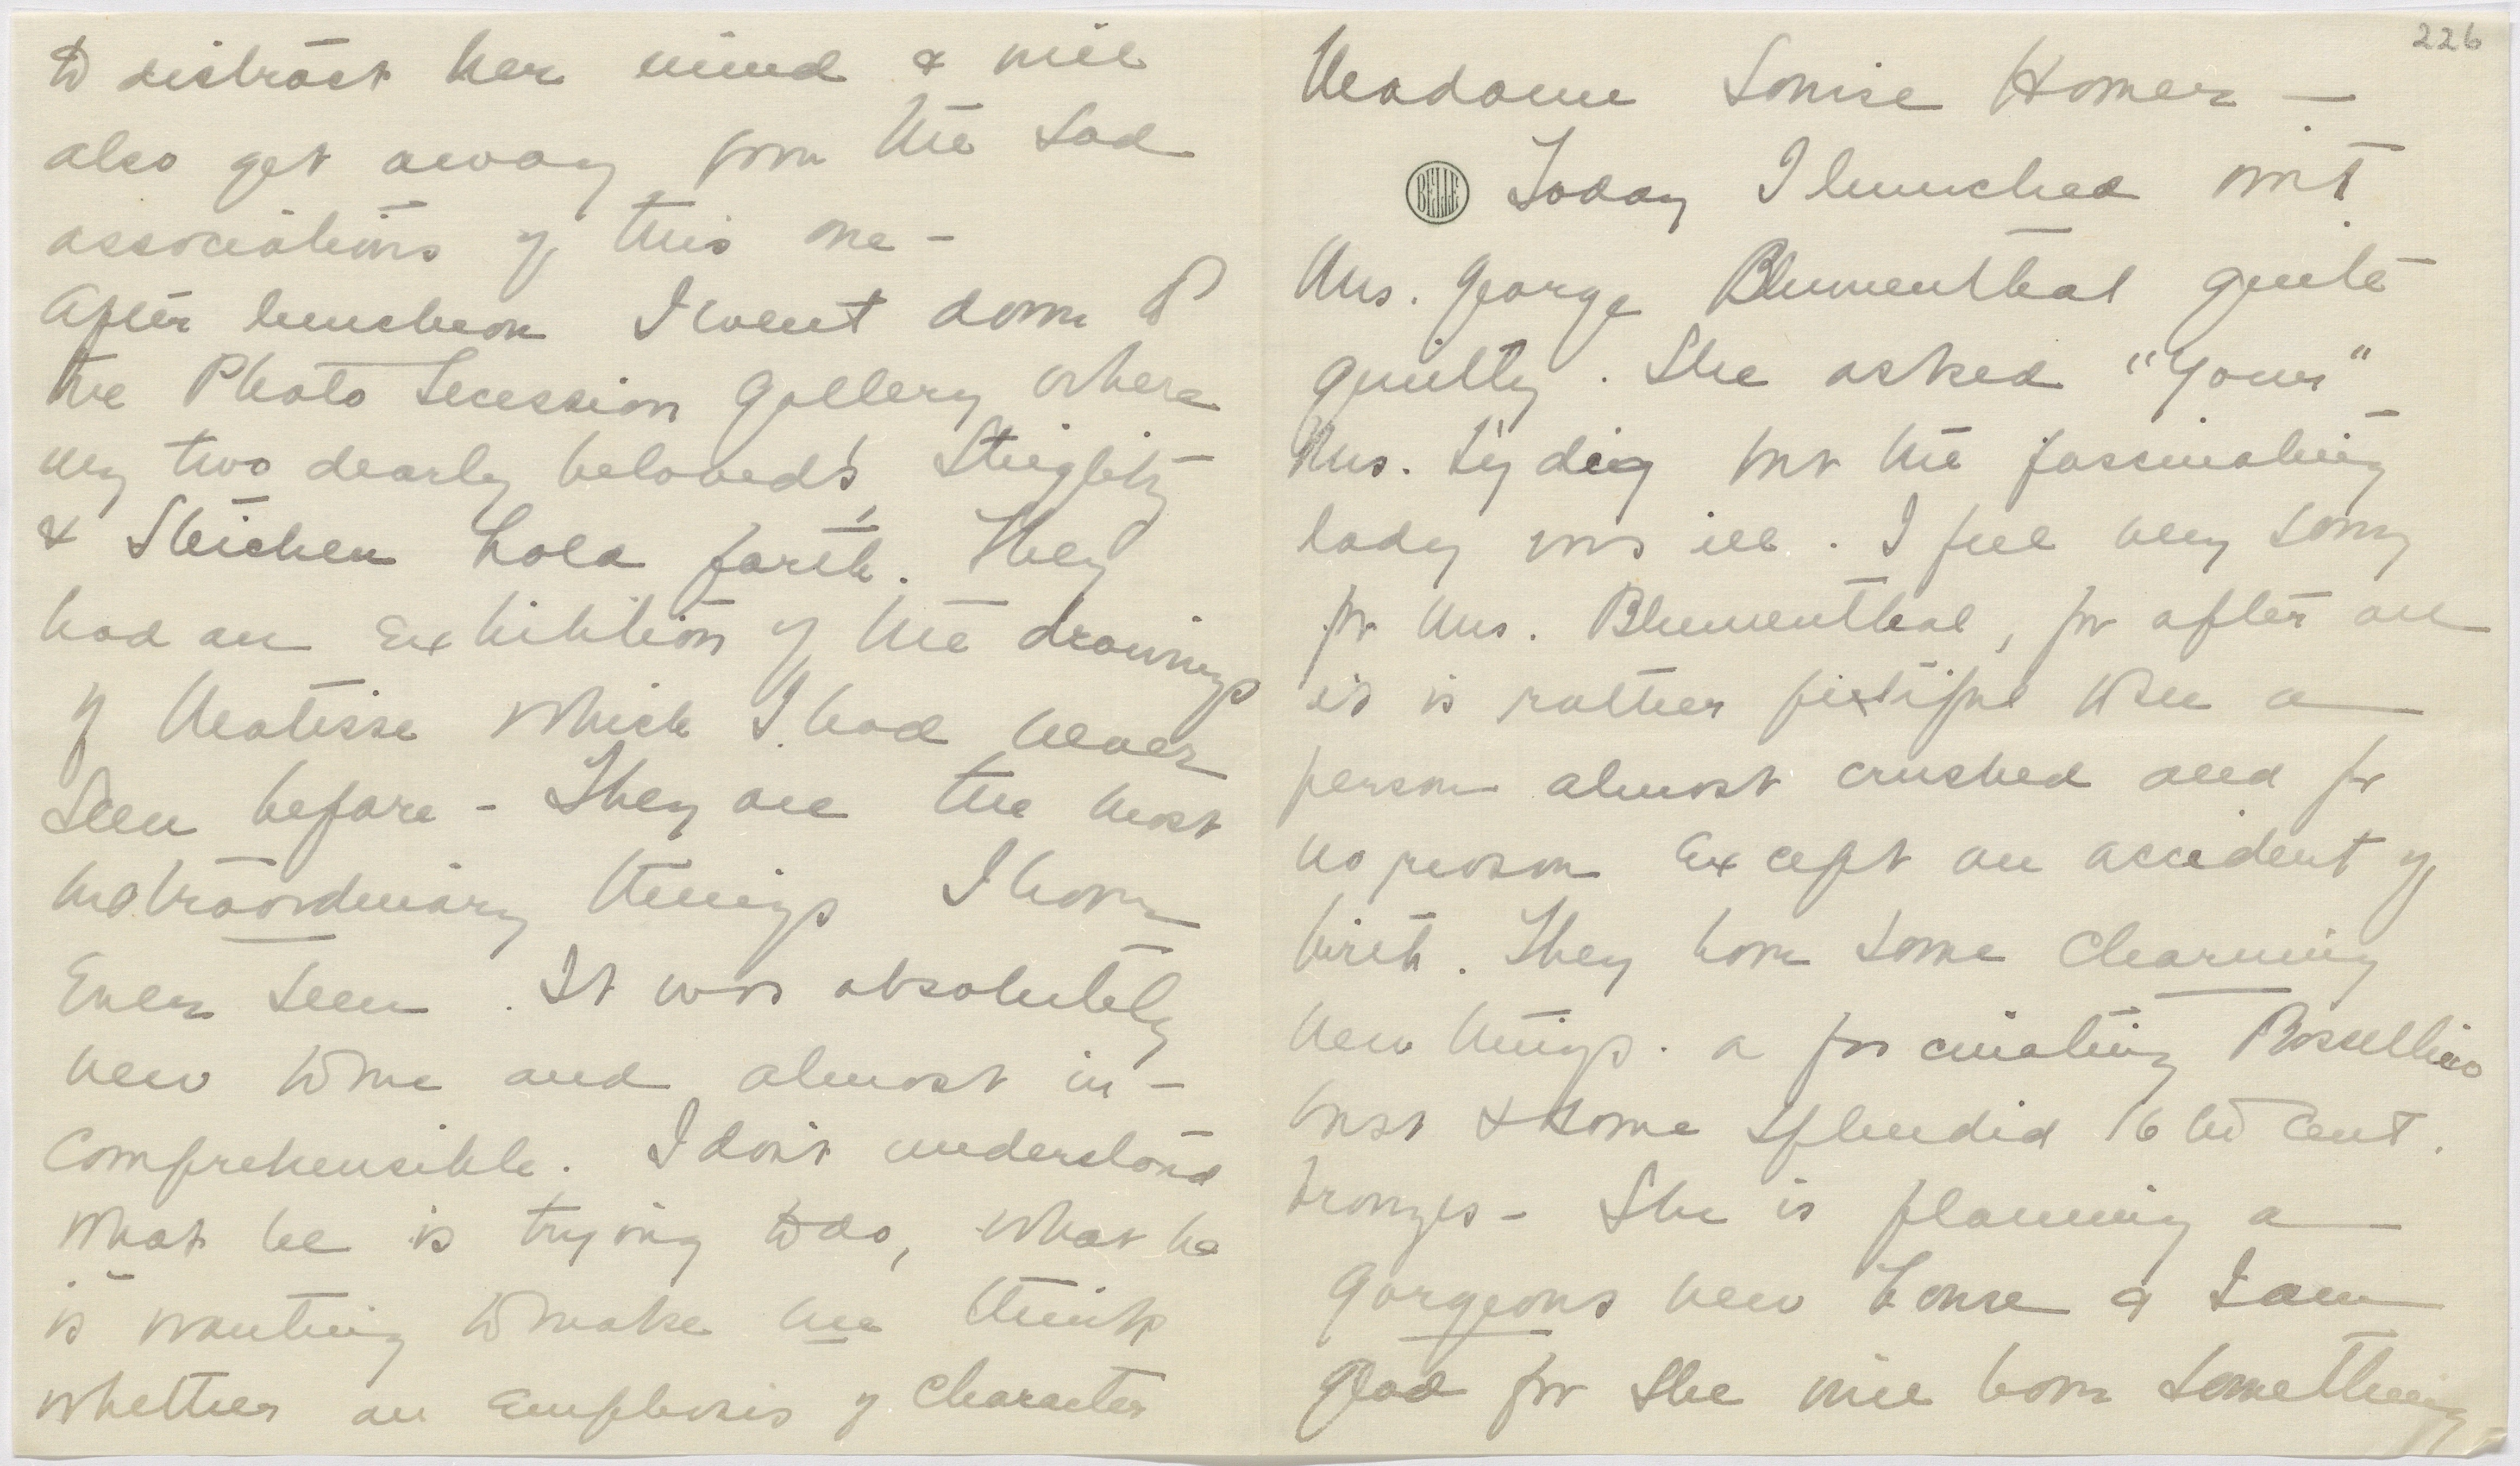 226
Madame Louise Homer —
BELLE
Today I lunched with
Mrs. George Blumenthal quite
quietly. She asked "your"
Mrs. Lydig but the fascinating
lady was ill. I feel very sorry
for Mrs. Blumenthal, for after all
it is rather pitiful to see a
person almost crushed and for
no reason except an accident of
birth. They have some charming
new things. a fascinating Rossellino
bust & some splendid 16th cent.
bronzes - She is planning a
gorgeous new house & I am
glad for she will have something
to distract her mind & will
also get away from the sad
associations of this one -
After luncheon I went down to
the Photo Secession Gallery where
my two dearly beloved's, Stieglitz
& Steichen hold forth. They
had an exhibition of the drawings
of Matisse which I had never
seen before - They are the most
extraordinary things I have
ever seen. It was absolutely
new to me and almost in-
comprehensible. I don't understand
what he is trying to do, what he
is wanting to make me think
whether an emphasis of character